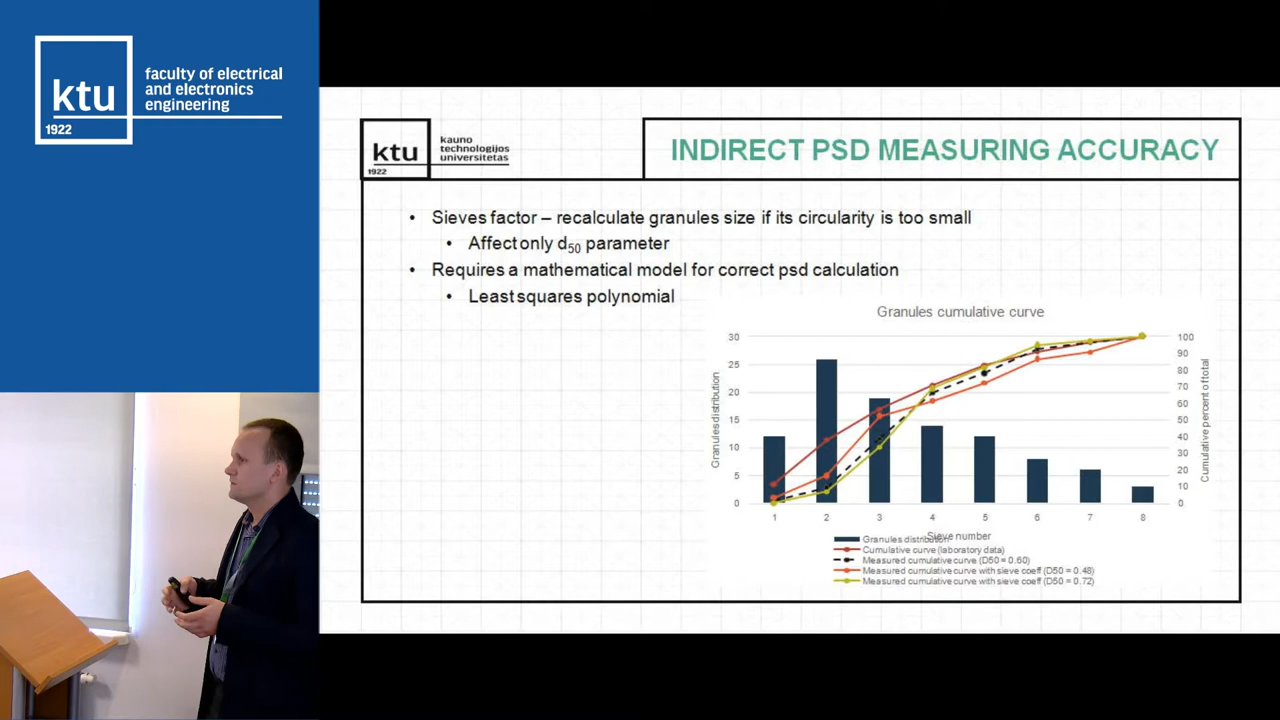 ktu
1922
faculty of electrical
and electronics
engineering
ktu
1922
kauno
technologijos
universitetas
INDIRECT PSD MEASURING ACCURACY
• Sieves factor – recalculate granules size if its circularity is too small
• Affect only d50 parameter
• Requires a mathematical model for correct psd calculation
• Least squares polynomial
Granules cumulative curve
Granules distribution
30
25
20
15
10
5
0
100
90
80
70
60
50
40
30
20
10
0
Cumulative percent of total
1 2 3 4 5 6 7 8
Sieve number
Granules distribution
Cumulative curve (laboratory data)
Measured cumulative curve (D50 = 0.60)
Measured cumulative curve with sieve coeff (D50 = 0.48)
Measured cumulative curve with sieve coeff (D50 = 0.72)